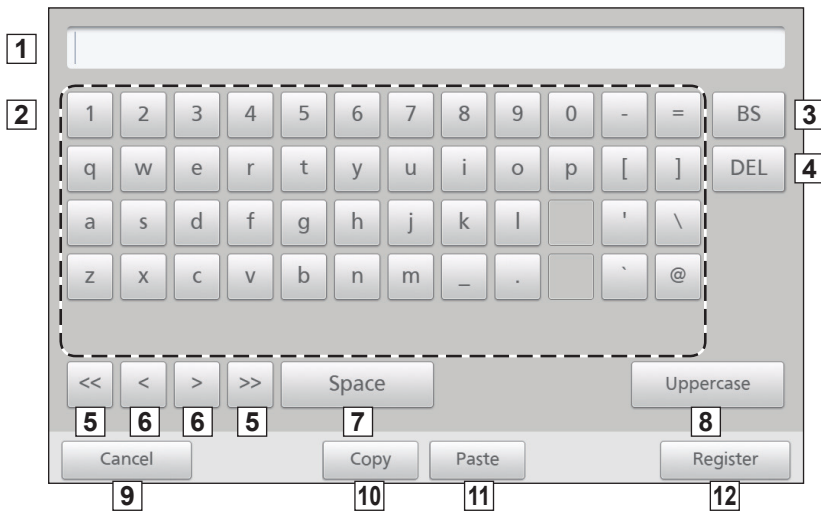 1
2 1 2 3 4 5 6 7 8 9 0 - = BS 3
q w e r t y u i o p [ ] DEL 4
a s d f g h j k l ' \
z x c v b n m _ . ` @
<< < > >> Space Uppercase
5 6 6 5 7 8
Cancel Copy Paste Register
9 10 11 12